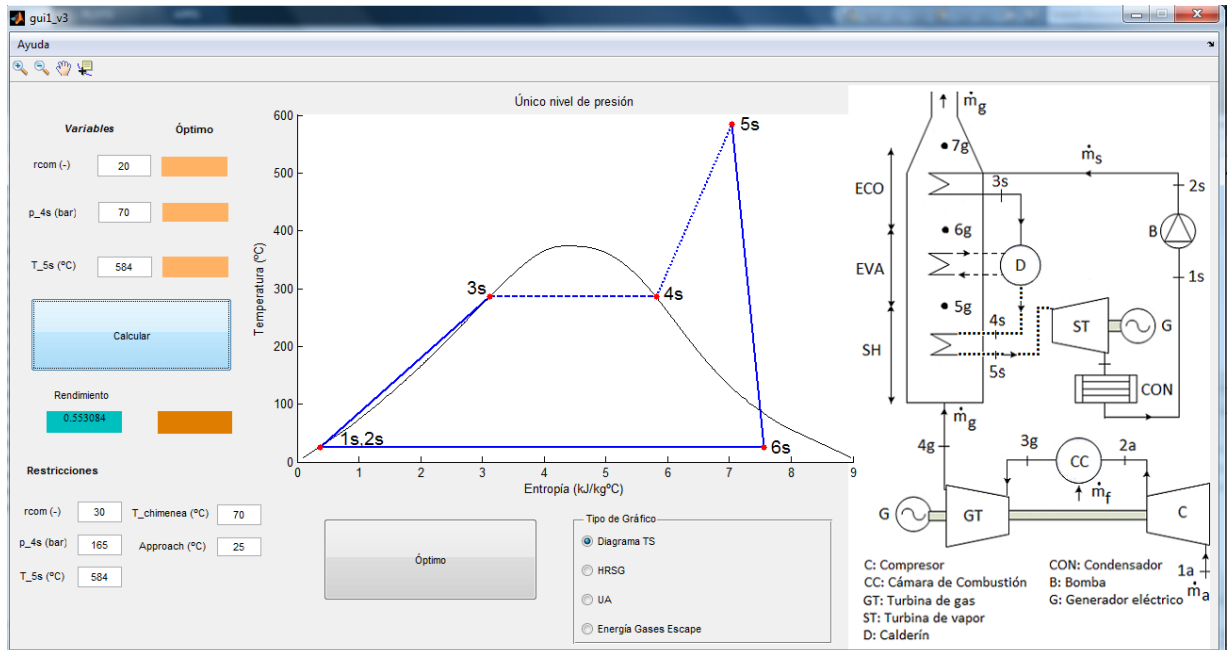 gui1_v3
Ayuda
Variables Óptimo
rcom (-) 20
p_4s (bar) 70
T_5s (ºC) 584
Calcular
Rendimiento
0.553084
Restricciones
rcom (-) 30 T_chimenea (ºC) 70
p_4s (bar) 165 Approach (ºC) 25
T_5s (ºC) 584
Único nivel de presión
Temperatura (ºC)
600
500
400
300
200
100
0
0 1 2 3 4 5 6 7 8 9
Entropía (kJ/kgºC)
5s
3s
4s
1s,2s
6s
Óptimo
Tipo de Gráfico
Diagrama TS
HRSG
UA
Energía Gases Escape
ṁg
7g
ṁs
ECO
3s
2s
6g
B
EVA
D
1s
5g
4s
ST
G
SH
5s
CON
ṁg
4g
3g
CC
2a
ṁf
G
GT
C
1a
ṁa
C: Compresor
CC: Cámara de Combustión
GT: Turbina de gas
ST: Turbina de vapor
D: Calderín
CON: Condensador
B: Bomba
G: Generador eléctrico